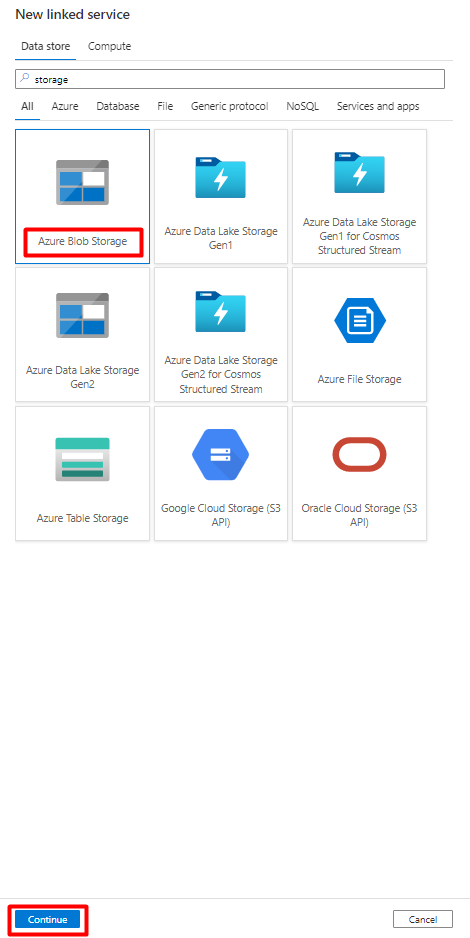 New linked service
Data store Compute
storage
All Azure Database File Generic protocol NoSQL Services and apps
Azure Blob Storage
Azure Data Lake Storage
Gen1
Azure Data Lake Storage
Gen1 for Cosmos
Structured Stream
Azure Data Lake Storage
Gen2
Azure Data Lake Storage
Gen2 for Cosmos
Structured Stream
Azure File Storage
Azure Table Storage
Google Cloud Storage (S3
API)
Oracle Cloud Storage (S3
API)
Continue
Cancel